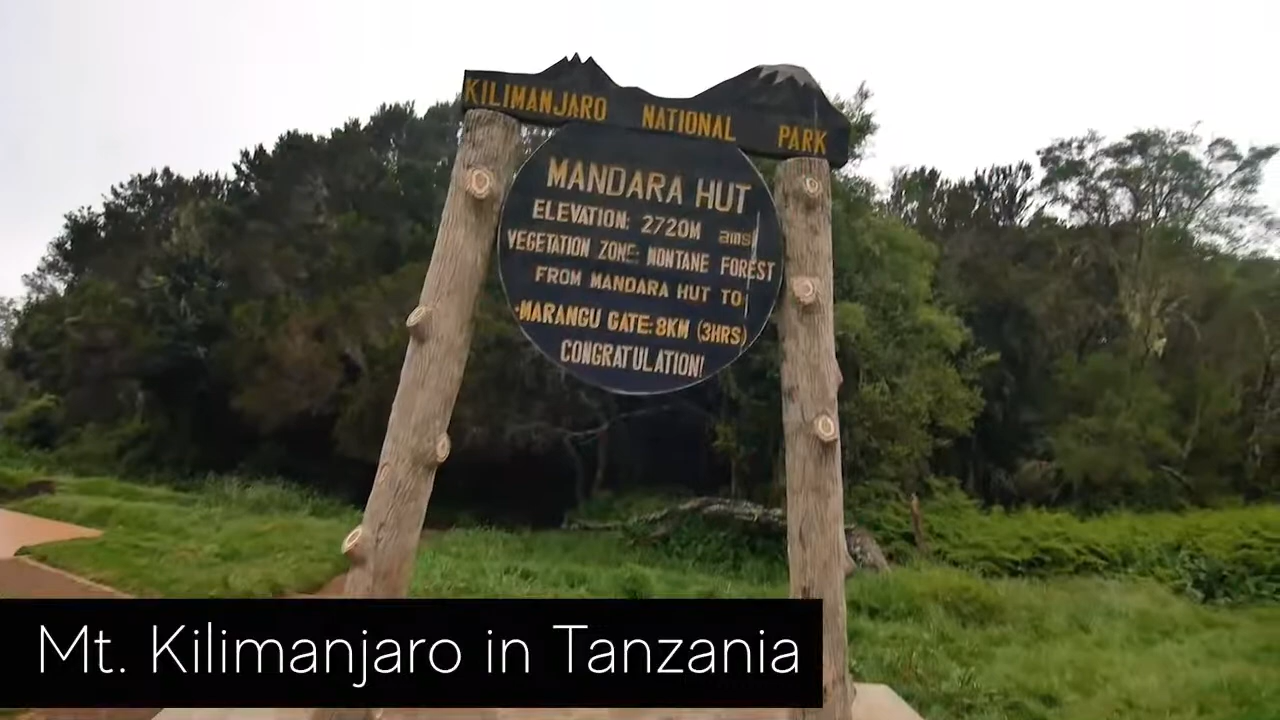 KILIMANJARO NATIONAL PARK
MANDARA HUT
ELEVATION: 2720M amsl
VEGETATION ZONE: MONTANE FOREST
FROM MANDARA HUT TO
-MARANGU GATE: 8KM (3HRS)
CONGRATULATION!
Mt. Kilimanjaro in Tanzania